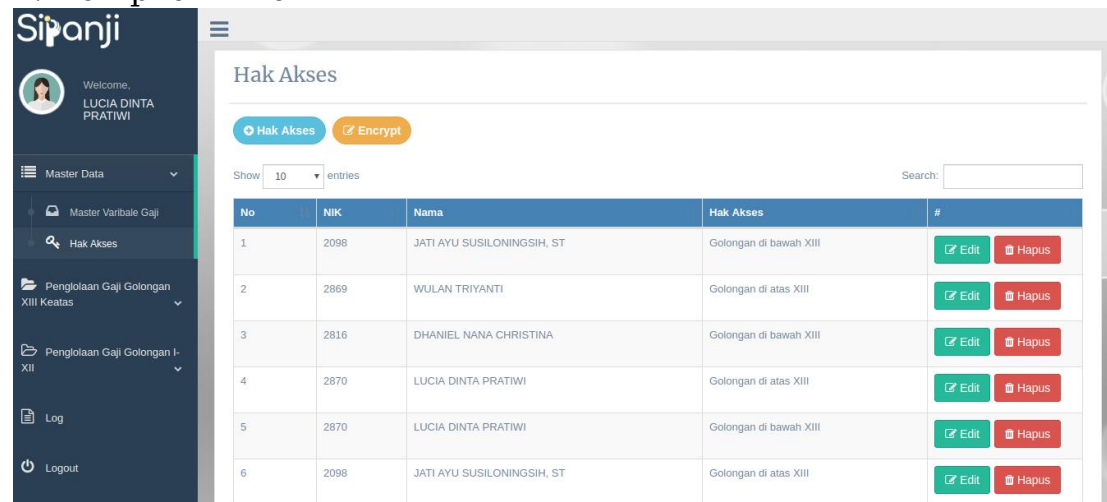 Sipanji
Welcome,
LUCIA DINTA
PRATIWI
Master Data
Master Varibale Gaji
Hak Akses
Penglolaan Gaji Golongan
XIII Keatas
Penglolaan Gaji Golongan I-
XII
Log
Logout
Hak Akses
Hak Akses Encrypt
Show 10 entries Search:
No NIK Nama Hak Akses #
1 2098 JATI AYU SUSILONINGSIH, ST Golongan di bawah XIII Edit Hapus
2 2869 WULAN TRIYANTI Golongan di atas XIII Edit Hapus
3 2816 DHANIEL NANA CHRISTINA Golongan di bawah XIII Edit Hapus
4 2870 LUCIA DINTA PRATIWI Golongan di atas XIII Edit Hapus
5 2870 LUCIA DINTA PRATIWI Golongan di bawah XIII Edit Hapus
6 2098 JATI AYU SUSILONINGSIH, ST Golongan di atas XIII Edit Hapus